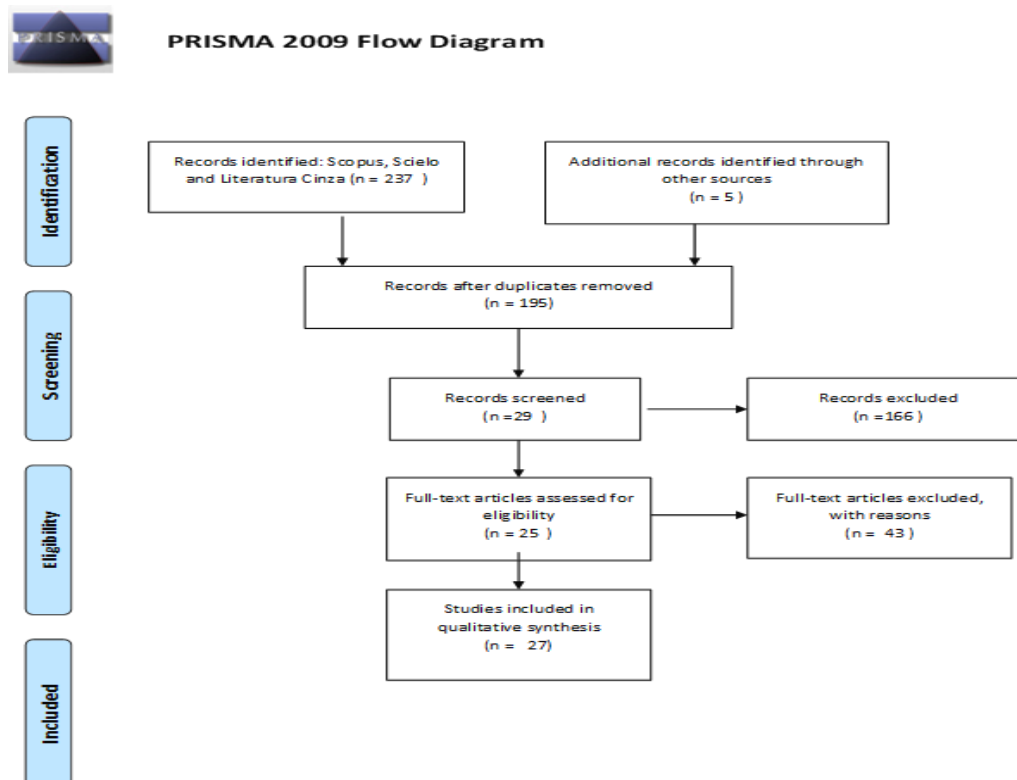 PRISMA
PRISMA 2009 Flow Diagram
Identification
Records identified: Scopus, Scielo
and Literatura Cinza (n = 237 )
Additional records identified through
other sources
(n = 5 )
Records after duplicates removed
(n = 195)
Screening
Records screened
(n =29 )
Records excluded
(n =166 )
Eligibility
Full-text articles assessed for
eligibility
(n = 25 )
Full-text articles excluded,
with reasons
(n = 43 )
Studies included in
qualitative synthesis
(n = 27)
Included